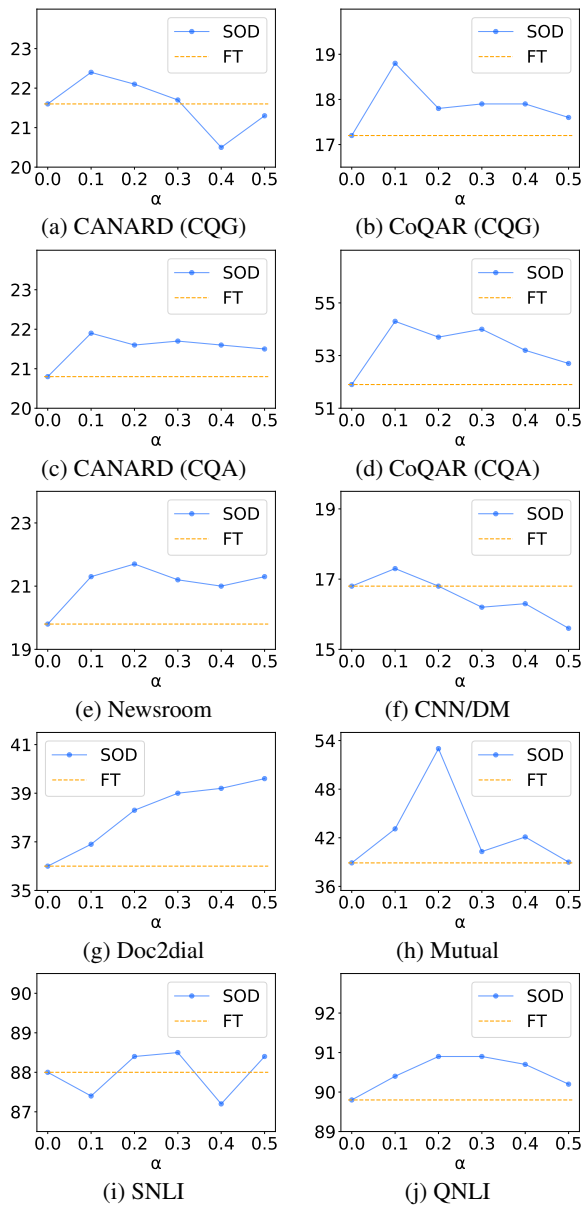 23
22
21
20
0.0 0.1 0.2 0.3 0.4 0.5
α
SOD
FT
(a) CANARD (CQG)
19
18
17
0.0 0.1 0.2 0.3 0.4 0.5
α
SOD
FT
(b) CoQAR (CQG)
23
22
21
20
0.0 0.1 0.2 0.3 0.4 0.5
α
SOD
FT
(c) CANARD (CQA)
55
53
51
0.0 0.1 0.2 0.3 0.4 0.5
α
SOD
FT
(d) CoQAR (CQA)
23
21
19
0.0 0.1 0.2 0.3 0.4 0.5
α
SOD
FT
(e) Newsroom
19
17
15
0.0 0.1 0.2 0.3 0.4 0.5
α
SOD
FT
(f) CNN/DM
41
39
36
35
0.0 0.1 0.2 0.3 0.4 0.5
α
SOD
FT
(g) Doc2dial
54
48
42
36
0.0 0.1 0.2 0.3 0.4 0.5
α
SOD
FT
(h) Mutual
90
88
87
0.0 0.1 0.2 0.3 0.4 0.5
α
SOD
FT
(i) SNLI
92
91
90
89
0.0 0.1 0.2 0.3 0.4 0.5
α
SOD
FT
(j) QNLI